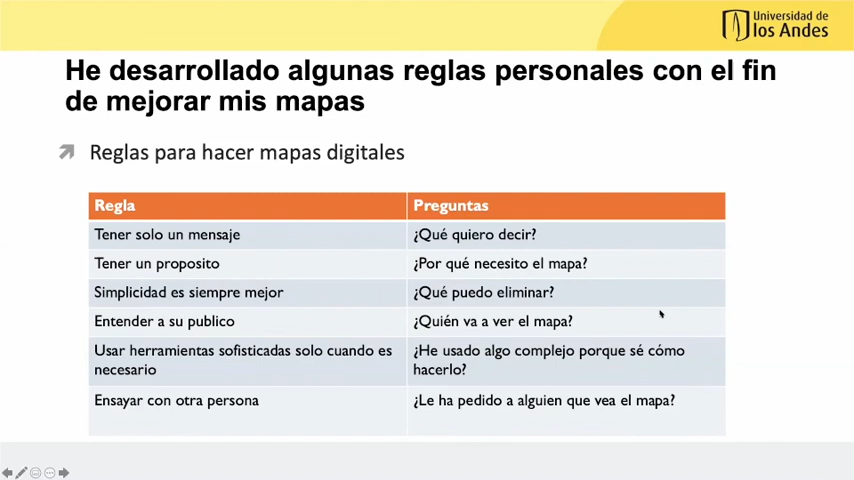 Universidad de
los Andes
He desarrollado algunas reglas personales con el fin
de mejorar mis mapas
Reglas para hacer mapas digitales
Regla
Preguntas
Tener solo un mensaje
¿Qué quiero decir?
Tener un proposito
¿Por qué necesito el mapa?
Simplicidad es siempre mejor
¿Qué puedo eliminar?
Entender a su publico
¿Quién va a ver el mapa?
Usar herramientas sofisticadas solo cuando es
necesario
¿He usado algo complejo porque sé cómo
hacerlo?
Ensayar con otra persona
¿Le ha pedido a alguien que vea el mapa?